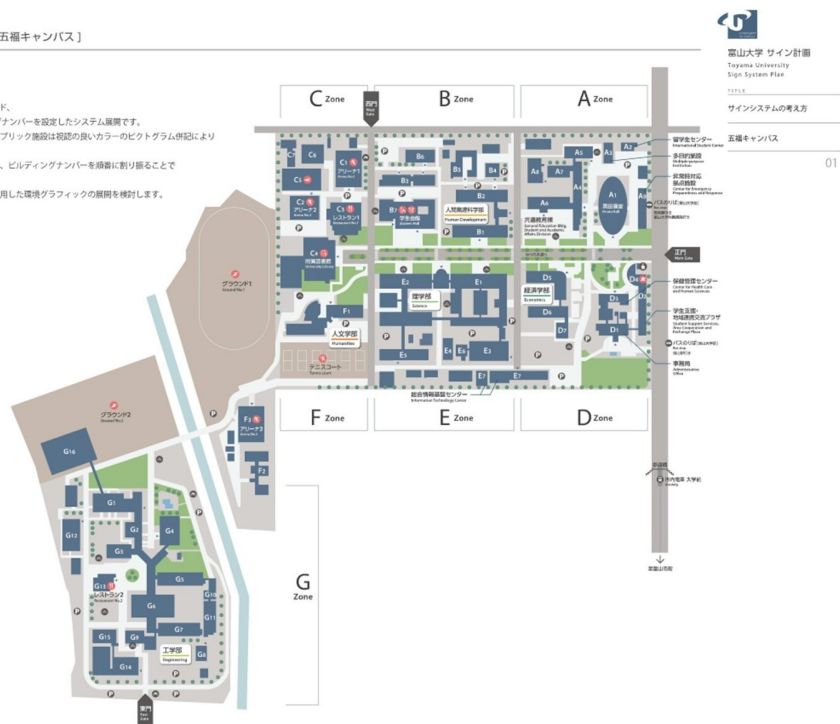 五福キャンパス ]
富山大学 サイン計画
Toyama University
Sign System Plan
TITLE
サインシステムの考え方
五福キャンパス
01
ド、
グナンバーを設定したシステム展開です。
ブリック施設は視認の良いカラーのピクトグラム併記により
、ビルディングナンバーを順番に割り振ることで
用した環境グラフィックの展開を検討します。
C Zone
西門
West Gate
B Zone
A Zone
C7
C6
C5
C3
アリーナ1
C2
アリーナ2
C1
レストラン1
C4
附属図書館
University Library
B6
B3
B4
B5
B2
B7
学生会館
人間発達科学部
Human Development
B1
A5
A3
A2
A8
A7
A4
A6
A1
黒田講堂
共通教育棟
留学生センター
International Student Center
多目的施設
非常時対応
拠点施設
正門
Main Gate
保健管理センター
学生支援・
地域連携交流プラザ
事務局
グラウンド1
Ground No.1
F1
人文学部
Humanities
テニスコート
Tennis court
E2
理学部
Science
E1
E5
E4
E6
E3
E7
E7
総合情報基盤センター
Information Technology Center
D5
経済学部
Economics
D6
D7
D4
D3
D2
D1
F Zone
E Zone
D Zone
グラウンド2
Ground No.2
F3
アリーナ3
F2
市内電車 大学前
至富山市街
G16
G1
G2
G4
G12
G3
G5
G13
レストラン2
G6
G10
G11
G7
G15
G9
G8
G14
工学部
Engineering
東門
East Gate
G
Zone